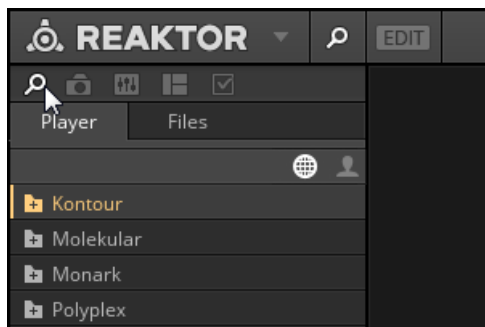 REAKTOR EDIT
Player Files
Kontour
Molekular
Monark
Polyplex